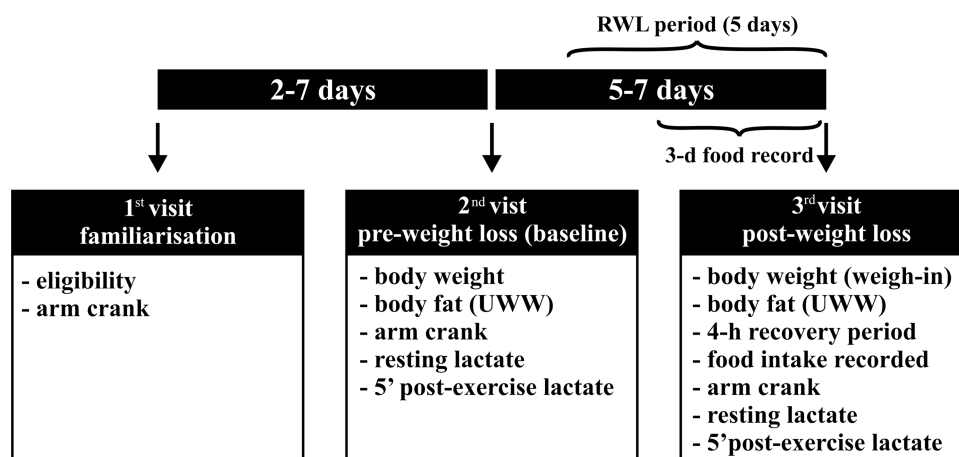 RWL period (5 days)
2-7 days
5-7 days
3-d food record
1st visit
familiarisation
- eligibility
- arm crank
2nd vist
pre-weight loss (baseline)
- body weight
- body fat (UWW)
- arm crank
- resting lactate
- 5’ post-exercise lactate
3rd visit
post-weight loss
- body weight (weigh-in)
- body fat (UWW)
- 4-h recovery period
- food intake recorded
- arm crank
- resting lactate
- 5’post-exercise lactate